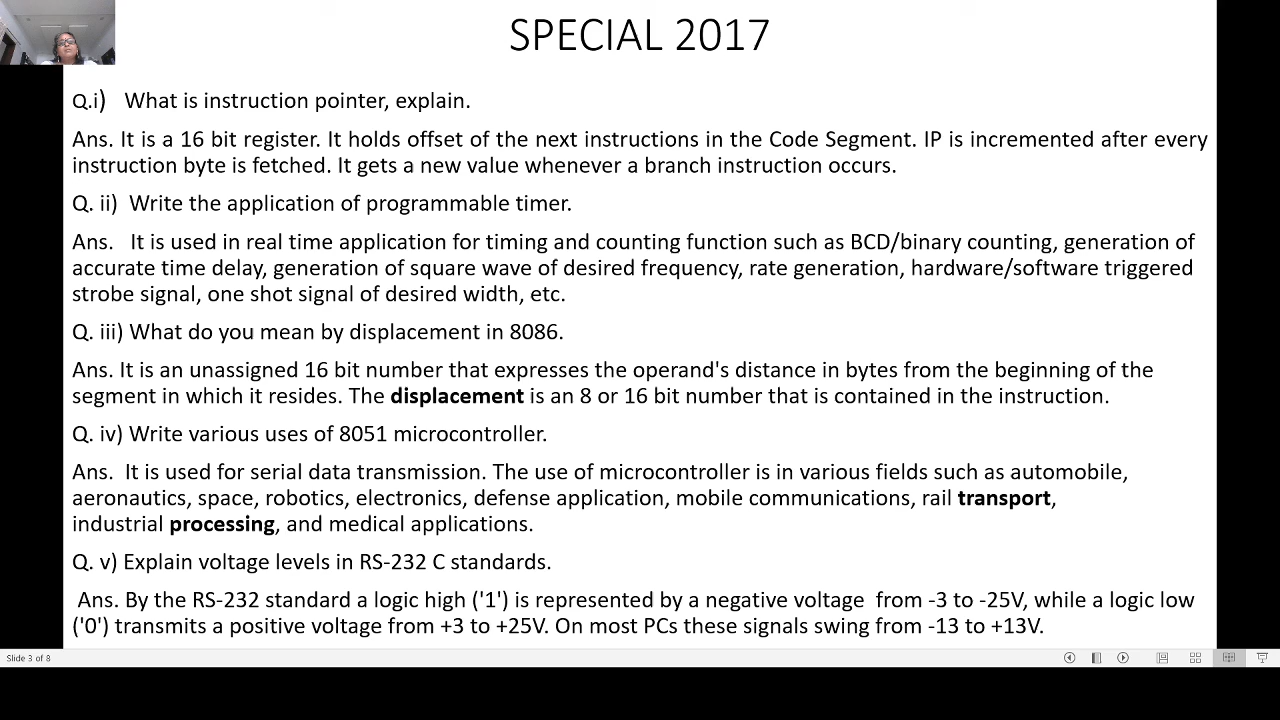 SPECIAL 2017
Q.i) What is instruction pointer, explain.
Ans. It is a 16 bit register. It holds offset of the next instructions in the Code Segment. IP is incremented after every
instruction byte is fetched. It gets a new value whenever a branch instruction occurs.
Q. ii) Write the application of programmable timer.
Ans. It is used in real time application for timing and counting function such as BCD/binary counting, generation of
accurate time delay, generation of square wave of desired frequency, rate generation, hardware/software triggered
strobe signal, one shot signal of desired width, etc.
Q. iii) What do you mean by displacement in 8086.
Ans. It is an unassigned 16 bit number that expresses the operand's distance in bytes from the beginning of the
segment in which it resides. The displacement is an 8 or 16 bit number that is contained in the instruction.
Q. iv) Write various uses of 8051 microcontroller.
Ans. It is used for serial data transmission. The use of microcontroller is in various fields such as automobile,
aeronautics, space, robotics, electronics, defense application, mobile communications, rail transport,
industrial processing, and medical applications.
Q. v) Explain voltage levels in RS-232 C standards.
Ans. By the RS-232 standard a logic high ('1') is represented by a negative voltage from -3 to -25V, while a logic low
('0') transmits a positive voltage from +3 to +25V. On most PCs these signals swing from -13 to +13V.
Slide 3 of 8